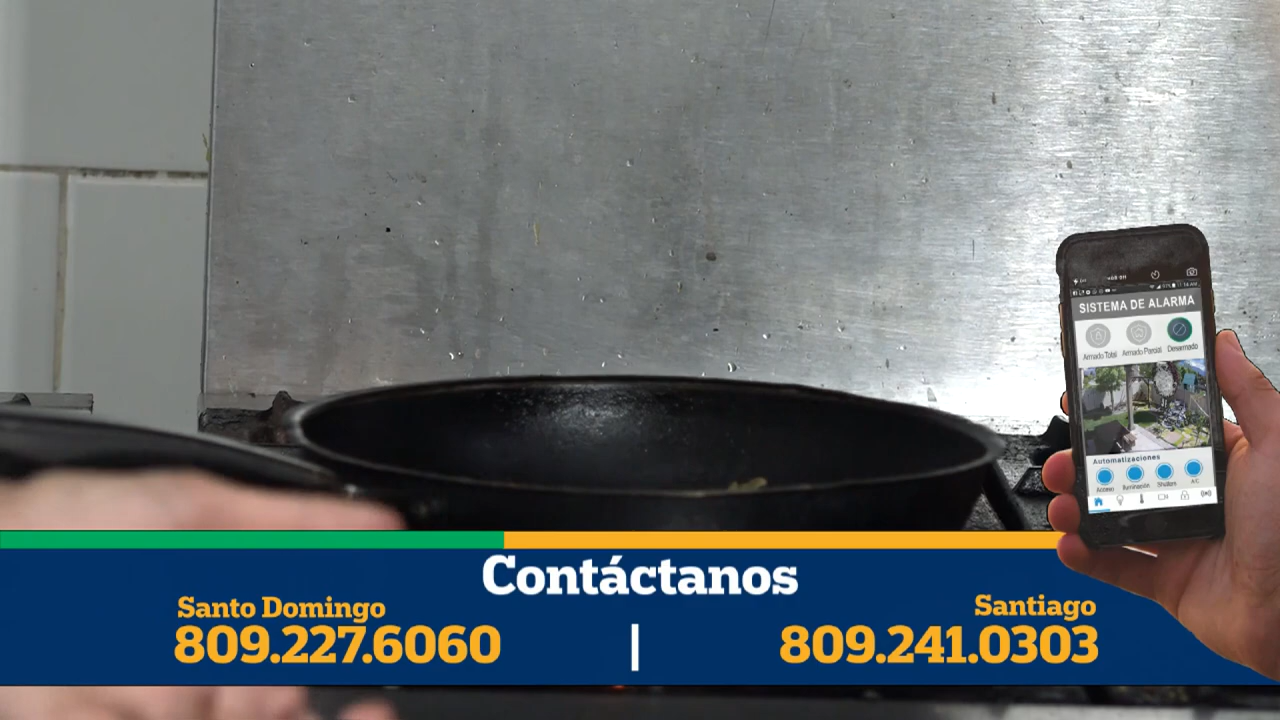 SISTEMA DE ALARMA
Armado Total Armado Parcial Desarmado
Automatizaciones
Acceso Iluminación Shutters A/C
Contáctanos
Santo Domingo
809.227.6060
|
Santiago
809.241.0303